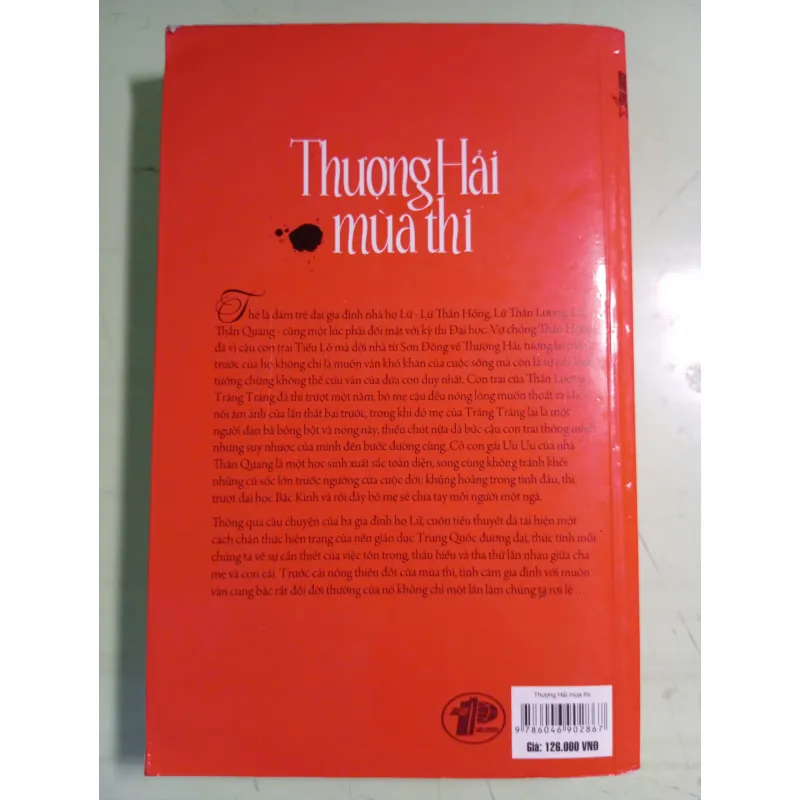 Thượng Hải
mùa thi
Thế là đám trẻ đại gia đình nhà họ Lữ - Lữ Thần Hồng, Lữ Thần Lương, Lữ
Thần Quang - cùng một lúc phải đối mặt với kỳ thi Đại học. Vợ chồng Thần Hồng
đã vì cậu con trai Tiểu Lỗ mà dời nhà từ Sơn Đông về Thượng Hải, tương lai phía
trước của họ không chỉ là muôn vàn khó khăn của cuộc sống mà còn là sự
tưởng chừng không thể cứu vãn của đứa con duy nhất. Con trai của Thần Lương
Trắng Trắng đã thi trượt một năm, bố mẹ cậu đều nóng lòng muốn thoát ra khỏi
nỗi ám ảnh của lần thất bại trước, trong khi đó mẹ của Trắng Trắng lại là một
người đàn bà bồng bột và nóng nảy, thiếu chút nữa đã bức cậu con trai thông minh
nhưng suy nhược của mình đến bước đường cùng. Cô con gái Ưu Ưu của nhà
Thần Quang là một học sinh xuất sắc toàn diện, song cũng không tránh khỏi
những cú sốc lớn trước ngưỡng cửa cuộc đời: khủng hoảng trong tình đầu, thi
trượt đại học Bắc Kinh và rồi đây bố mẹ sẽ chia tay mỗi người một ngả.
Thông qua câu chuyện của ba gia đình họ Lữ, cuốn tiểu thuyết đã tái hiện một
cách chân thực hiện trạng của nền giáo dục Trung Quốc đương đại, thức tỉnh mỗi
chúng ta về sự cần thiết của việc tôn trọng, thấu hiểu và tha thứ lẫn nhau giữa cha
mẹ và con cái. Trước cái nóng thiêu đốt của mùa thi, tình cảm gia đình với muôn
vàn cung bậc rất đỗi đời thường của nó không chỉ một lần làm chúng ta rơi lệ...
Thượng Hải mùa thi
9 786046 902867
Giá: 126.000 VNĐ